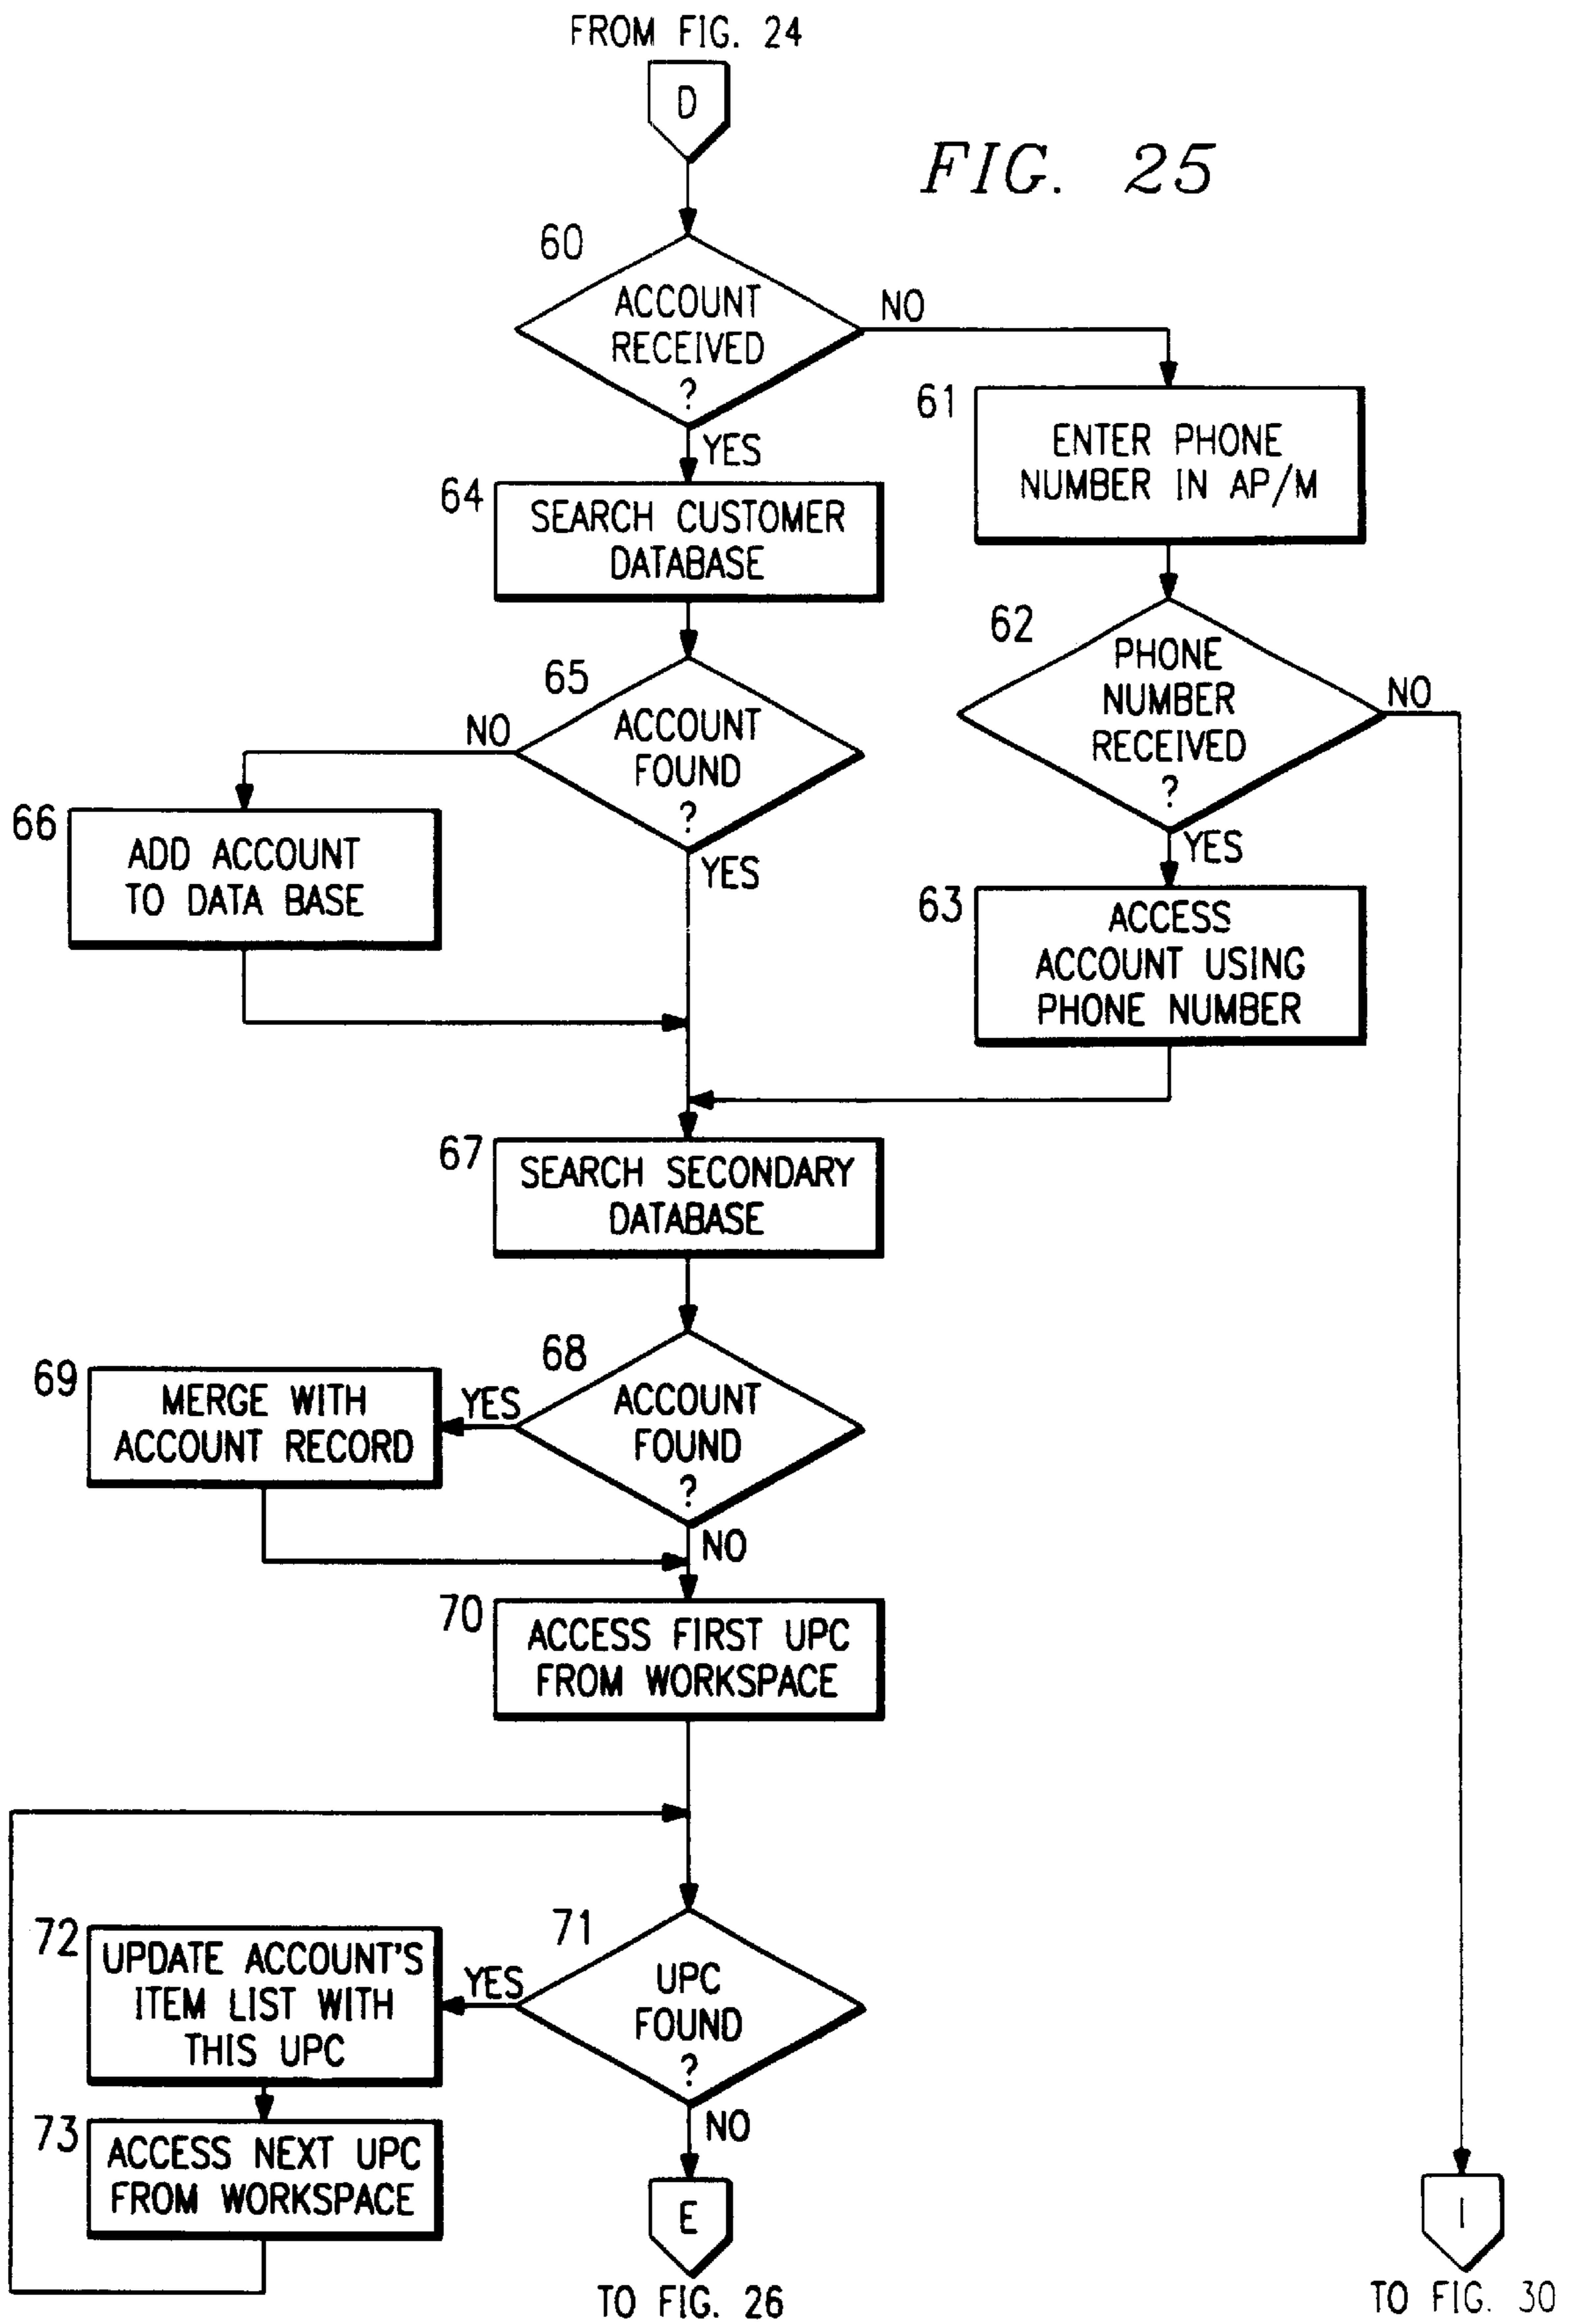 FROM FIG. 24
D
FIG. 25
60
ACCOUNT
RECEIVED
?
NO
YES
61
ENTER PHONE
NUMBER IN AP/M
64
SEARCH CUSTOMER
DATABASE
62
PHONE
NUMBER
RECEIVED
?
NO
YES
65
ACCOUNT
FOUND
?
NO
YES
66
ADD ACCOUNT
TO DATA BASE
63
ACCESS
ACCOUNT USING
PHONE NUMBER
67
SEARCH SECONDARY
DATABASE
68
ACCOUNT
FOUND
?
YES
NO
69
MERGE WITH
ACCOUNT RECORD
70
ACCESS FIRST UPC
FROM WORKSPACE
71
UPC
FOUND
?
YES
NO
72
UPDATE ACCOUNT'S
ITEM LIST WITH
THIS UPC
73
ACCESS NEXT UPC
FROM WORKSPACE
E
TO FIG. 26
I
TO FIG. 30